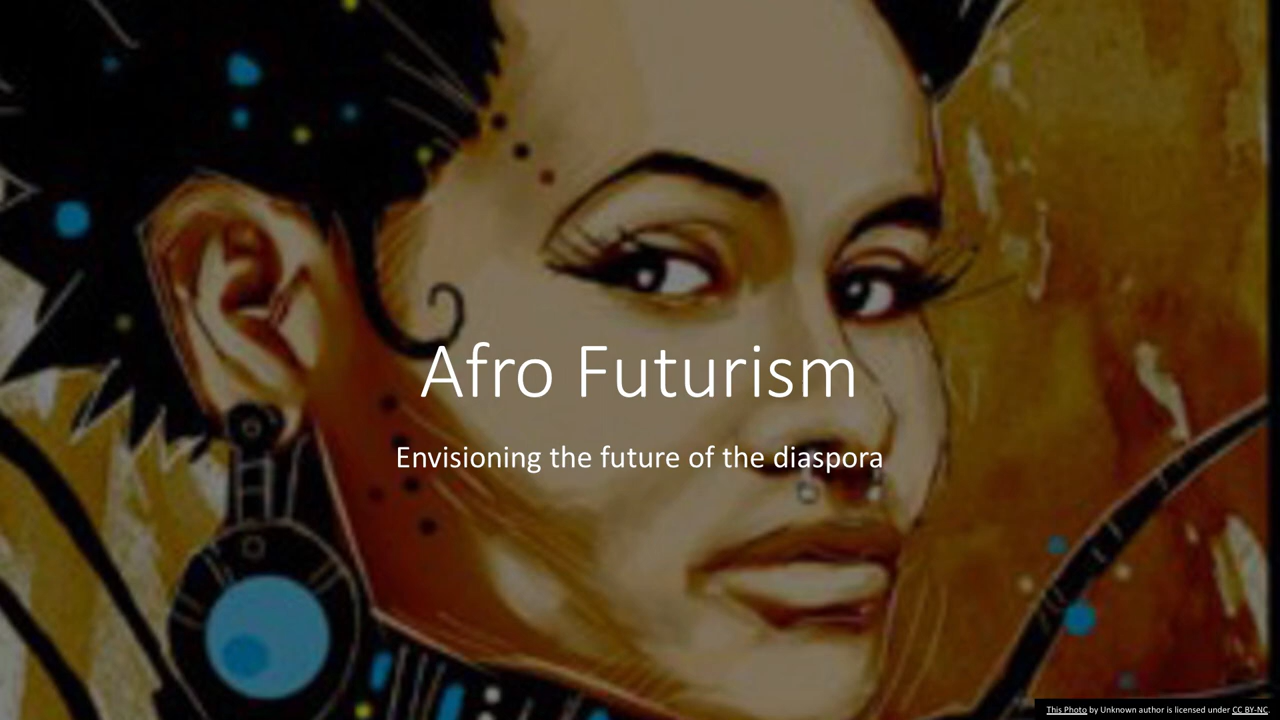 Afro Futurism
Envisioning the future of the diaspora
This Photo by Unknown author is licensed under CC BY-NC.